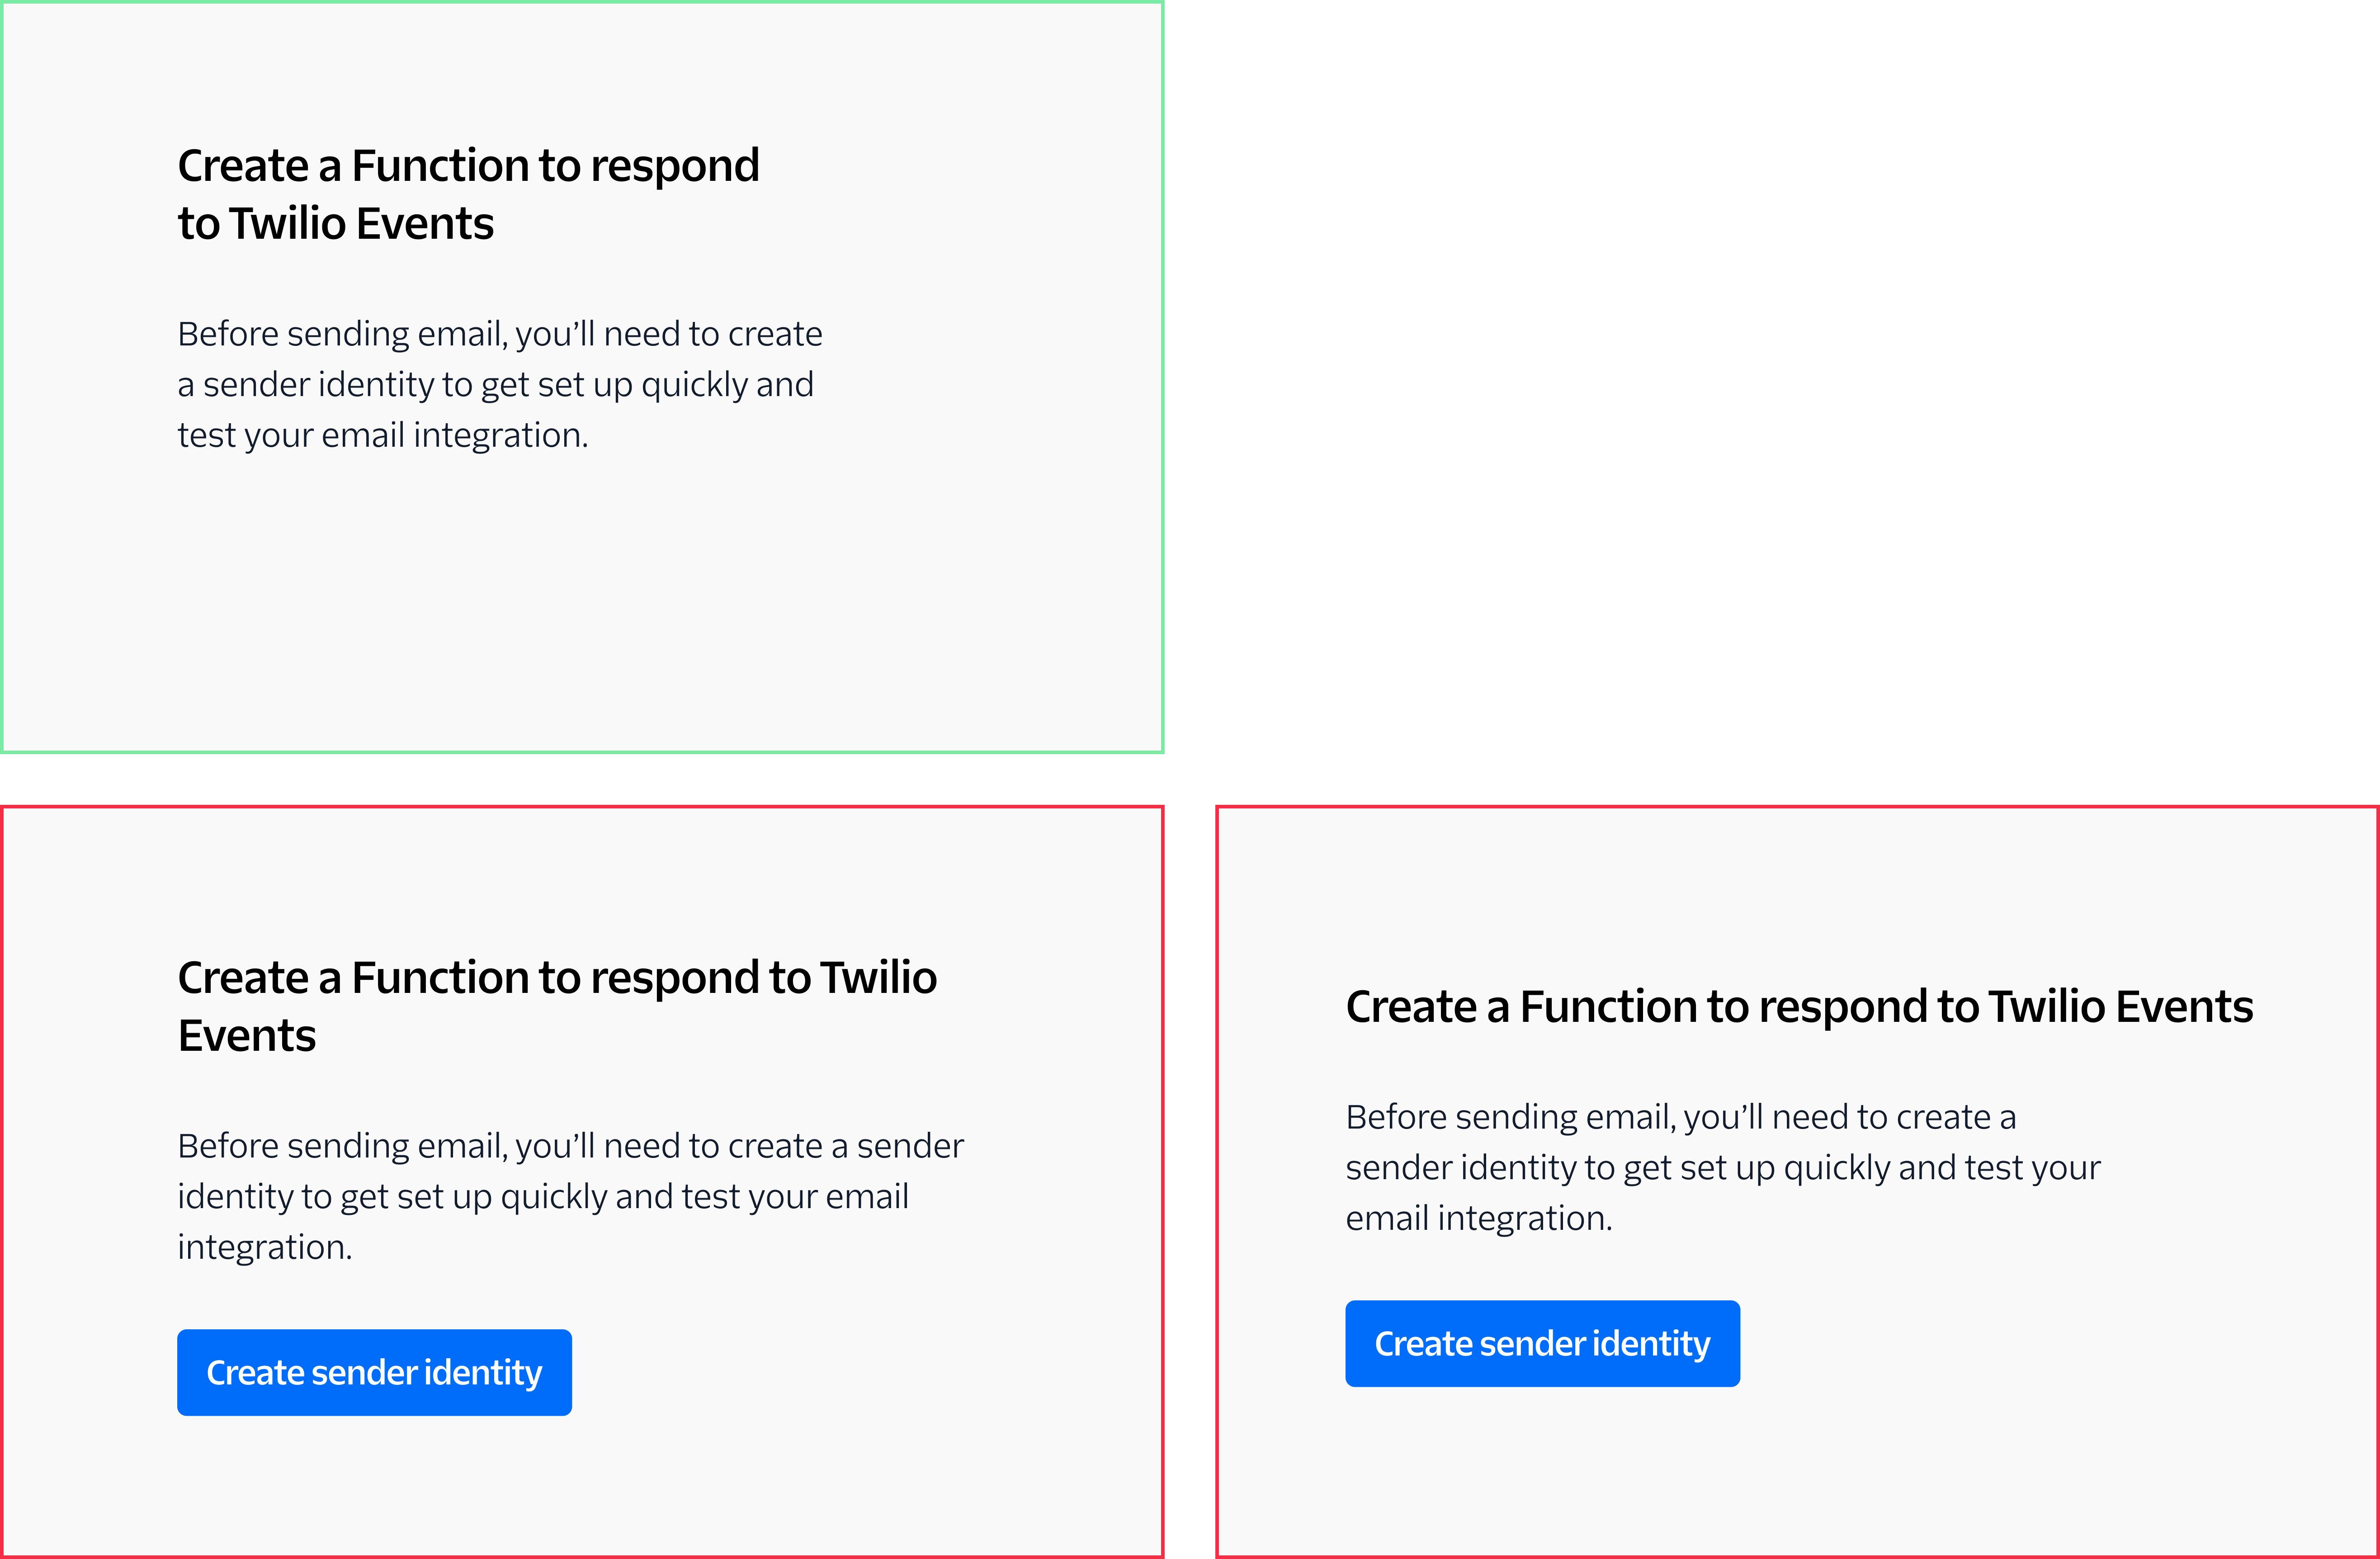 Create a Function to respond
to Twilio Events
Before sending email, you’ll need to create
a sender identity to get set up quickly and
test your email integration.
Create a Function to respond to Twilio
Events
Before sending email, you’ll need to create a sender
identity to get set up quickly and test your email
integration.
Create sender identity
Create a Function to respond to Twilio Events
Before sending email, you’ll need to create a
sender identity to get set up quickly and test your
email integration.
Create sender identity